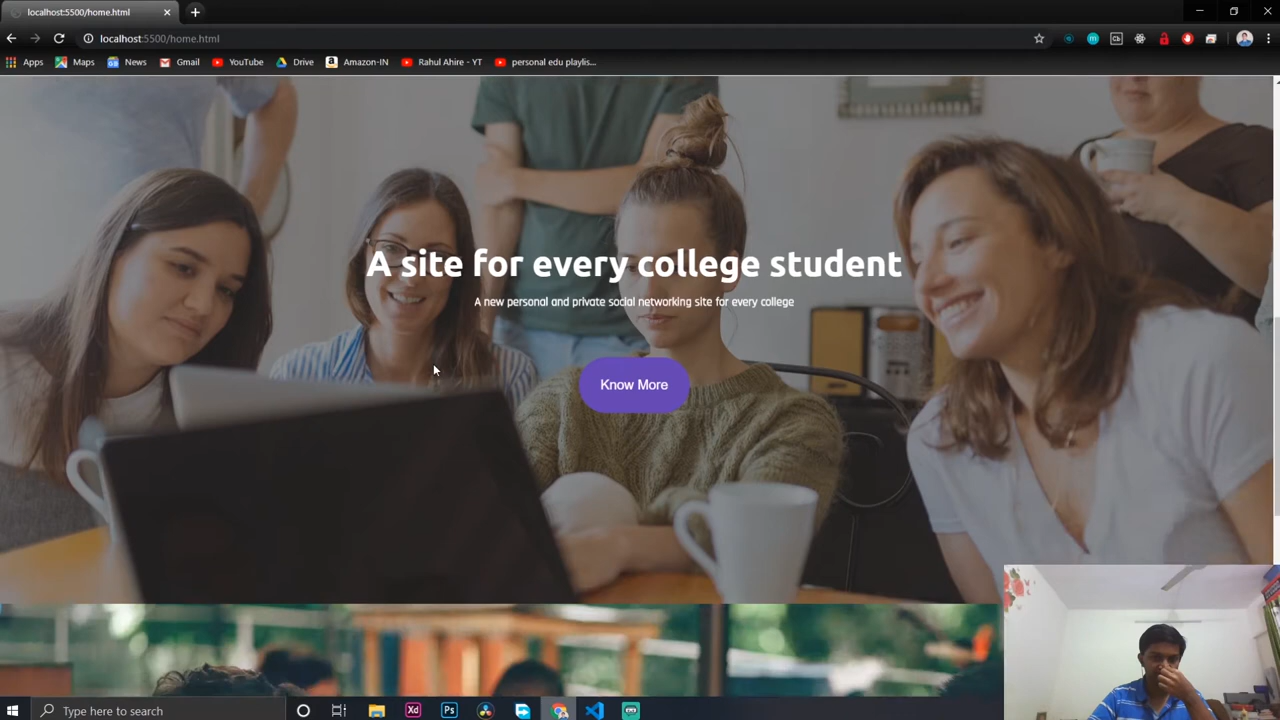 localhost:5500/home.html
localhost:5500/home.html
Apps
Maps
News
Gmail
YouTube
Drive
Amazon-IN
Rahul Ahire - YT
personal edu playlis...
A site for every college student
A new personal and private social networking site for every college
Know More
Type here to search
Xd
Ps